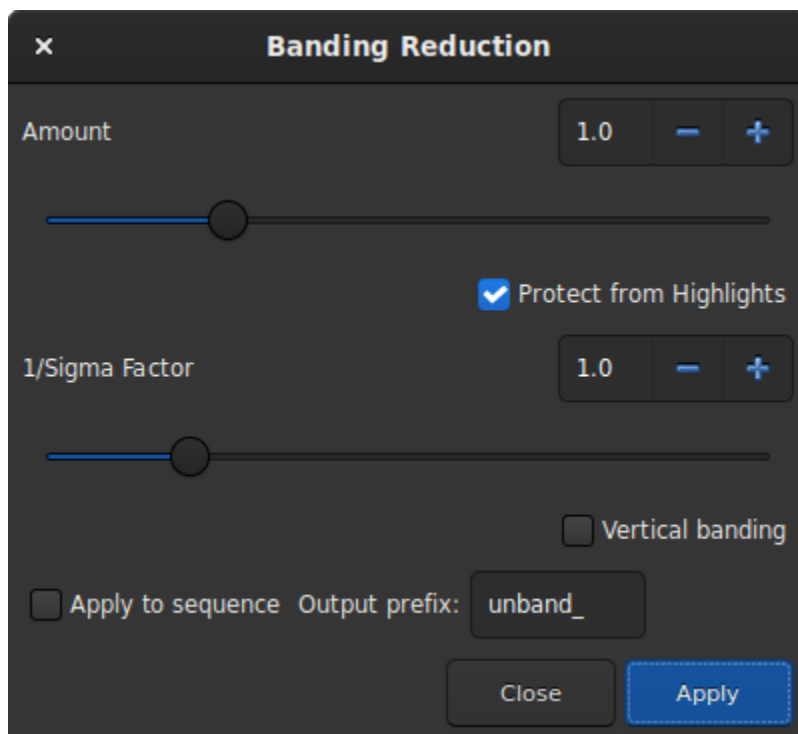 Banding Reduction
Amount 1.0
Protect from Highlights
1/Sigma Factor 1.0
Vertical banding
Apply to sequence Output prefix: unband_
Close Apply